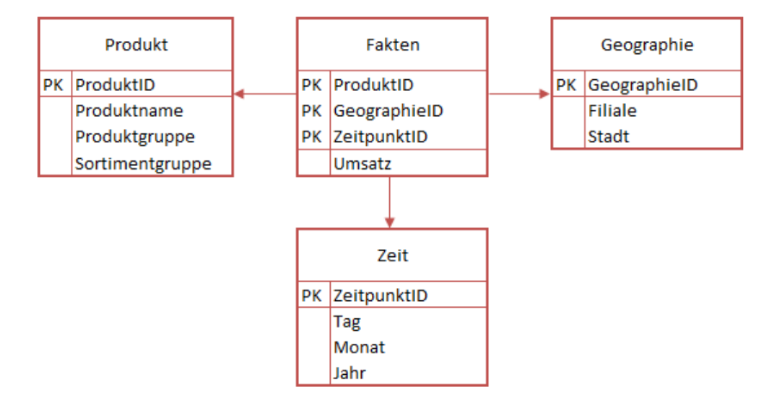 Produkt
PK ProduktID
Produktname
Produktgruppe
Sortimentgruppe
Fakten
PK ProduktID
PK GeographieID
PK ZeitpunktID
Umsatz
Geographie
PK GeographieID
Filiale
Stadt
Zeit
PK ZeitpunktID
Tag
Monat
Jahr